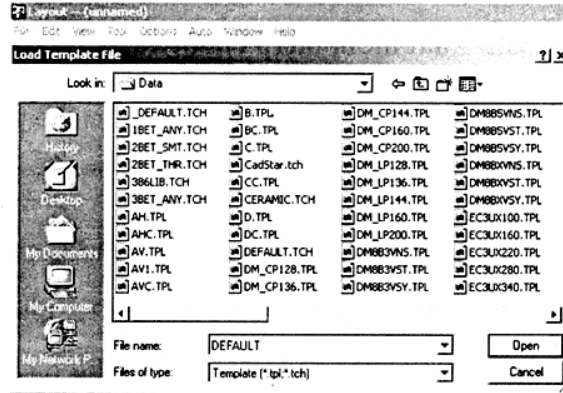 Layout - (unnamed)
File Edit View Tool Options Auto Window Help
Load Template File
Look in: Data
History
Desktop
My Documents
My Computer
My Network P...
_DEFAULT.TCH B.TPL DM_CP144.TPL DM8B5VNS.TPL
1BET_ANY.TCH BC.TPL DM_CP160.TPL DM8B5VST.TPL
2BET_SMT.TCH C.TPL DM_CP200.TPL DM8B5VSY.TPL
2BET_THR.TCH CadStar.tch DM_LP128.TPL DM8BXVNS.TPL
386LIB.TCH CC.TPL DM_LP136.TPL DM8BXVST.TPL
3BET_ANY.TCH CERAMIC.TCH DM_LP144.TPL DM8BXVSY.TPL
AH.TPL D.TPL DM_LP160.TPL EC3UX100.TPL
AHC.TPL DC.TPL DM_LP200.TPL EC3UX160.TPL
AV.TPL DEFAULT.TCH DM8B3VNS.TPL EC3UX220.TPL
AV1.TPL DM_CP128.TPL DM8B3VST.TPL EC3UX280.TPL
AVC.TPL DM_CP136.TPL DM8B3VSY.TPL EC3UX340.TPL
File name: DEFAULT Open
Files of type: Template (*.tpl;*.tch) Cancel